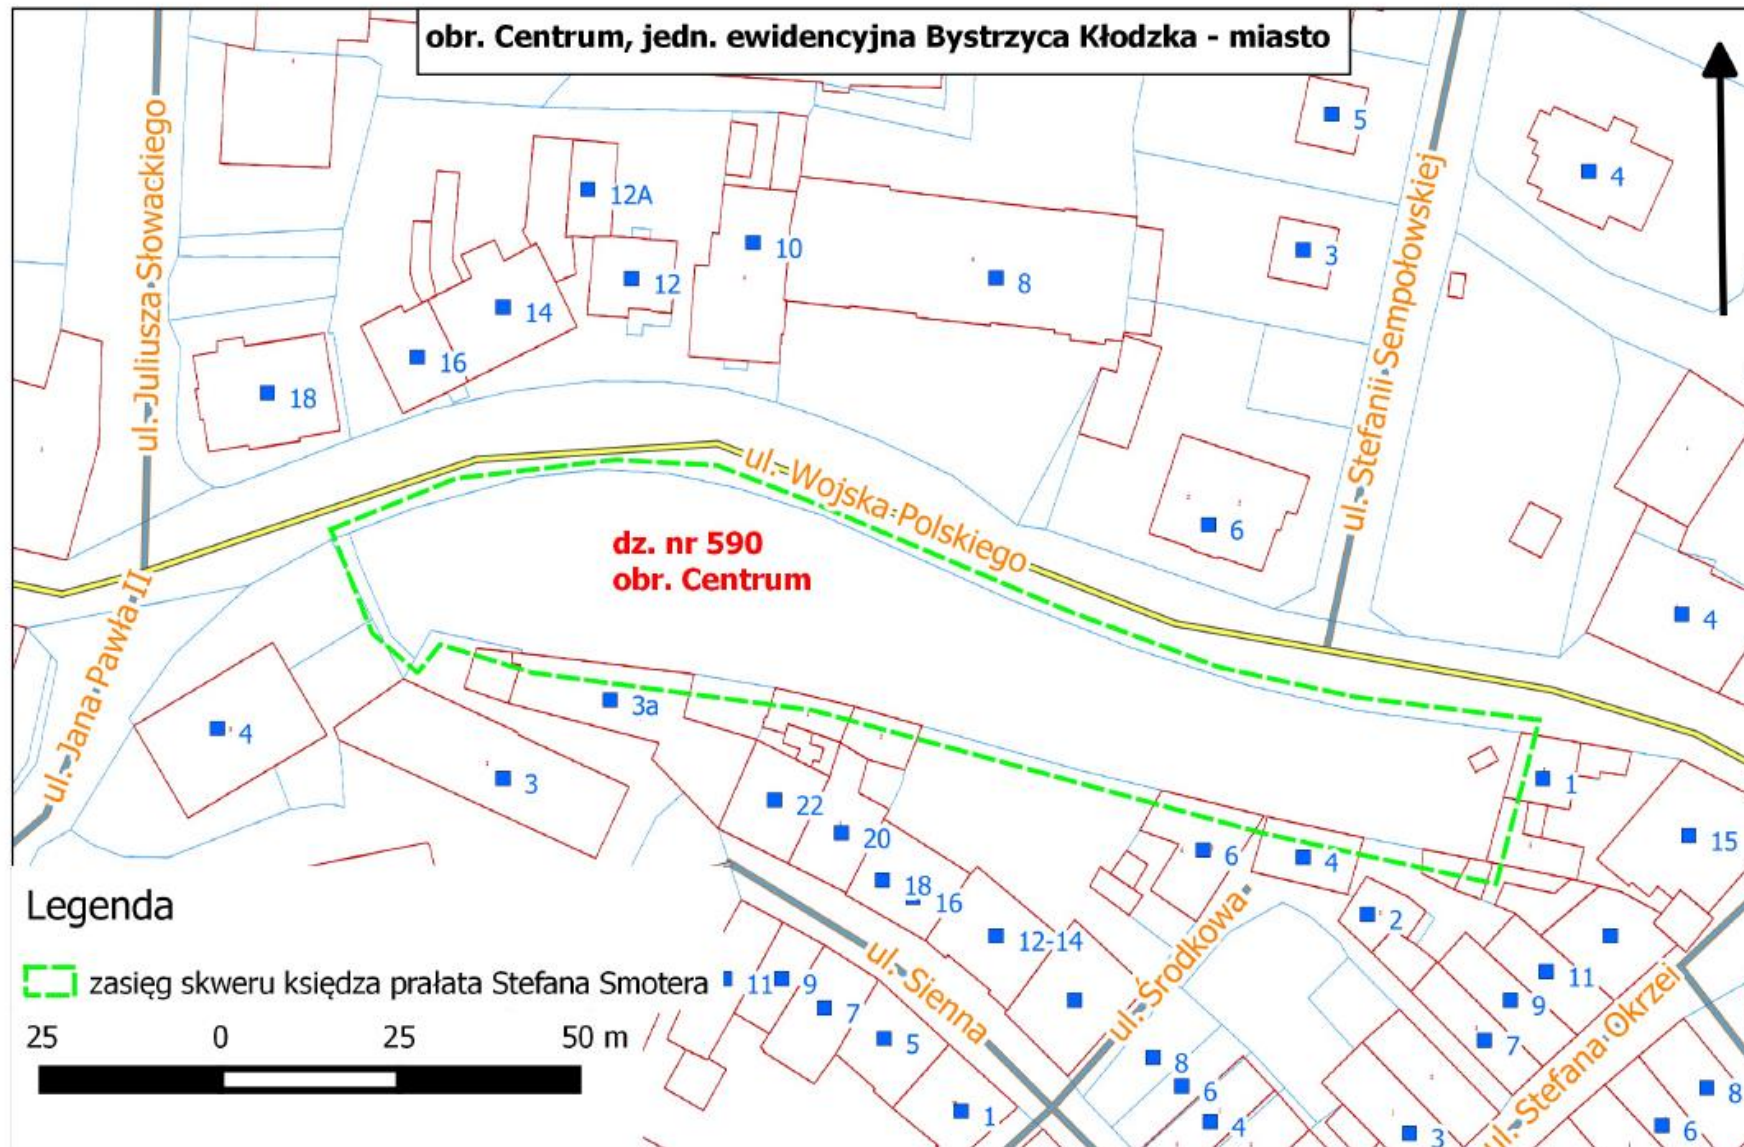 obr. Centrum, jedn. ewidencyjna Bystrzyca Kłodzka - miasto
ul. Juliusza Słowackiego
5
4
12A
ul. Stefanii Sempołowskiej
10
3
12
8
14
16
18
ul. Wojska Polskiego
6
dz. nr 590
obr. Centrum
ul. Jana Pawła II
4
3a
4
3
1
22
20
6
4
15
18
16
2
12-14
Legenda
zasięg skweru księdza prałata Stefana Smotera
11
9
7
5
1
ul. Sienna
ul. Środkowa
11
9
7
ul. Stefana Okrzei
8
6
4
8
6
3
25 0 25 50 m